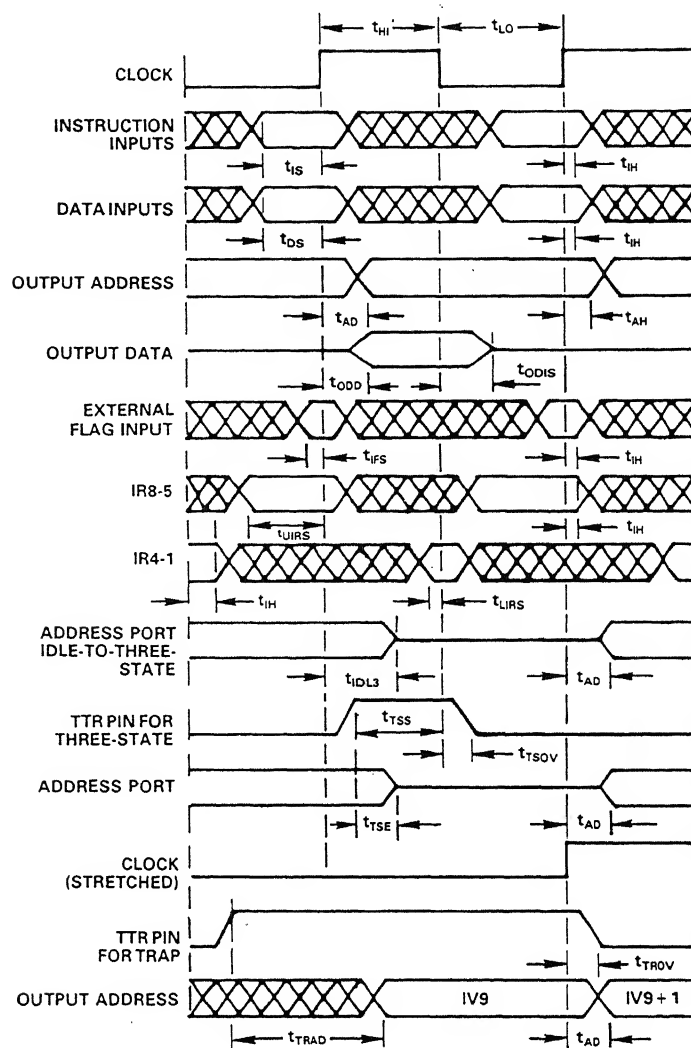 tHI tLO
CLOCK
INSTRUCTION
INPUTS
tIS tIH
DATA INPUTS
tDS tIH
OUTPUT ADDRESS
tAD tAH
OUTPUT DATA
tODD tODIS
EXTERNAL
FLAG INPUT
tIFS tIH
IR8-5
tUIRS tIH
IR4-1
tIH tLIRS
ADDRESS PORT
IDLE-TO-THREE-
STATE
tIDL3 tAD
TTR PIN FOR
THREE-STATE
tTSS
tTSOV
ADDRESS PORT
tTSE tAD
CLOCK
(STRETCHED)
TTR PIN
FOR TRAP
tTROV
OUTPUT ADDRESS
IV9 IV9 + 1
tTRAD tAD